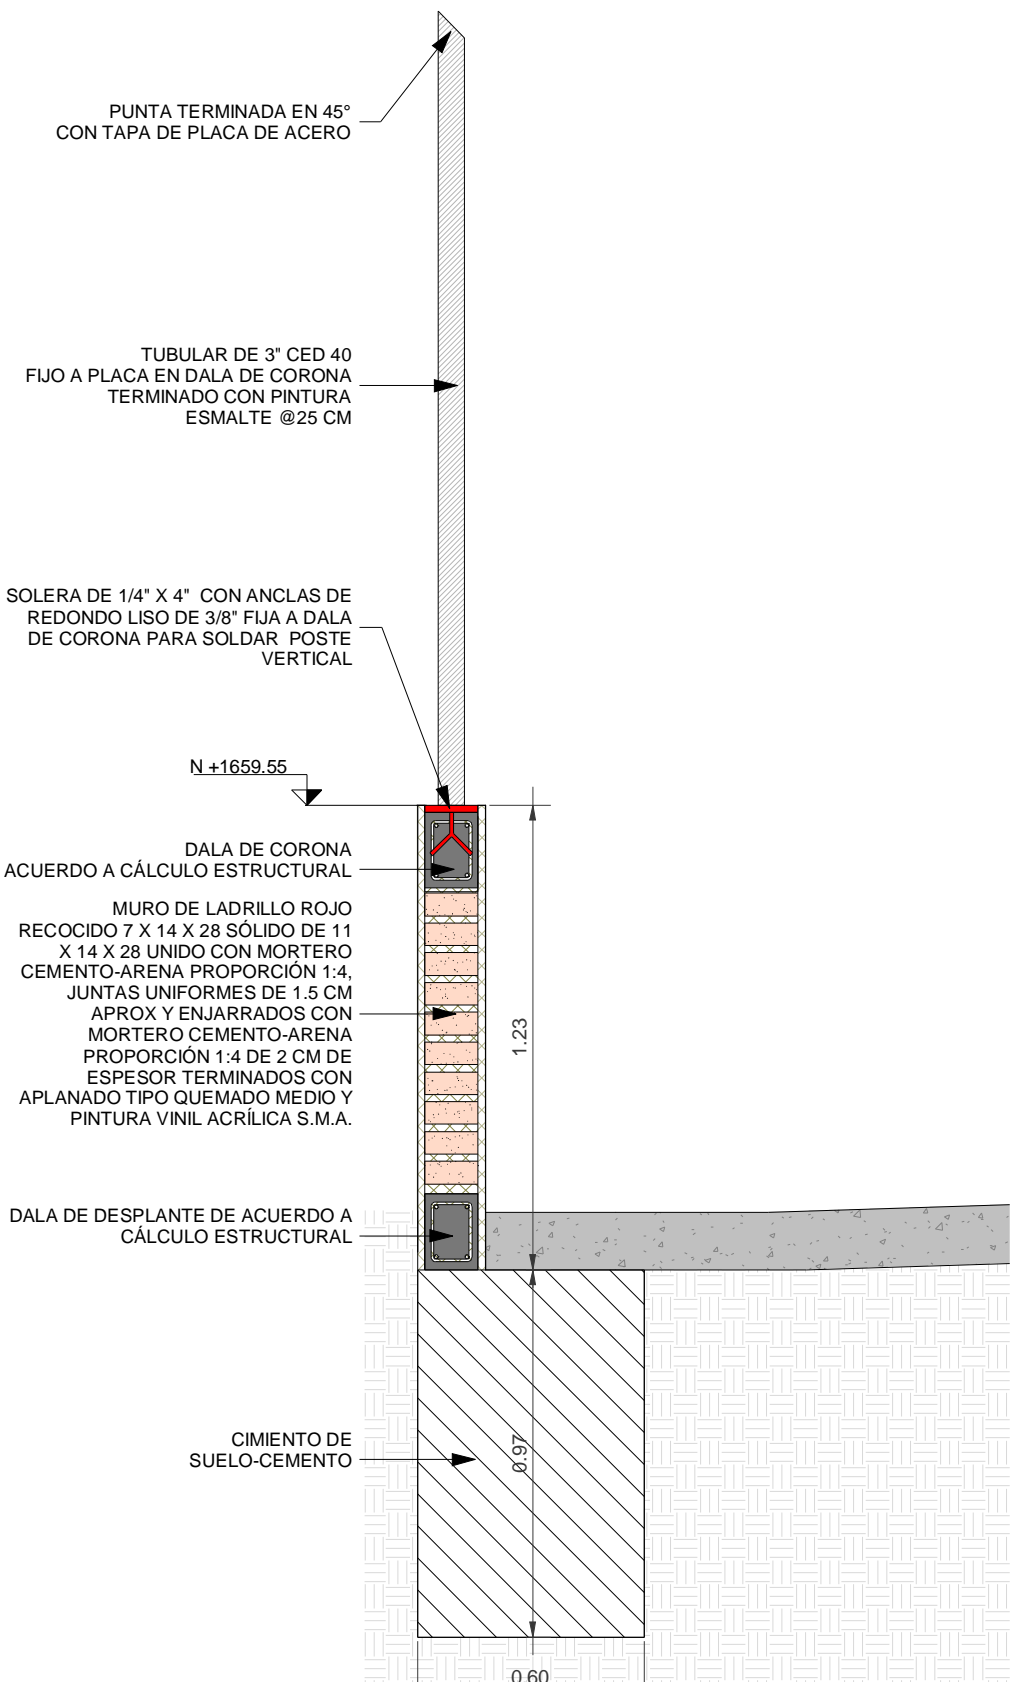 PUNTA TERMINADA EN 45°
CON TAPA DE PLACA DE ACERO
TUBULAR DE 3" CED 40
FIJO A PLACA EN DALA DE CORONA
TERMINADO CON PINTURA
ESMALTE @25 CM
SOLERA DE 1/4" X 4" CON ANCLAS DE
REDONDO LISO DE 3/8" FIJA A DALA
DE CORONA PARA SOLDAR POSTE
VERTICAL
N +1659.55
DALA DE CORONA
ACUERDO A CÁLCULO ESTRUCTURAL
MURO DE LADRILLO ROJO
RECOCIDO 7 X 14 X 28 SÓLIDO DE 11
X 14 X 28 UNIDO CON MORTERO
CEMENTO-ARENA PROPORCIÓN 1:4,
JUNTAS UNIFORMES DE 1.5 CM
APROX Y ENJARRADOS CON
MORTERO CEMENTO-ARENA
PROPORCIÓN 1:4 DE 2 CM DE
ESPESOR TERMINADOS CON
APLANADO TIPO QUEMADO MEDIO Y
PINTURA VINIL ACRÍLICA S.M.A.
1.23
DALA DE DESPLANTE DE ACUERDO A
CÁLCULO ESTRUCTURAL
CIMIENTO DE
SUELO-CEMENTO
0.97
0.60